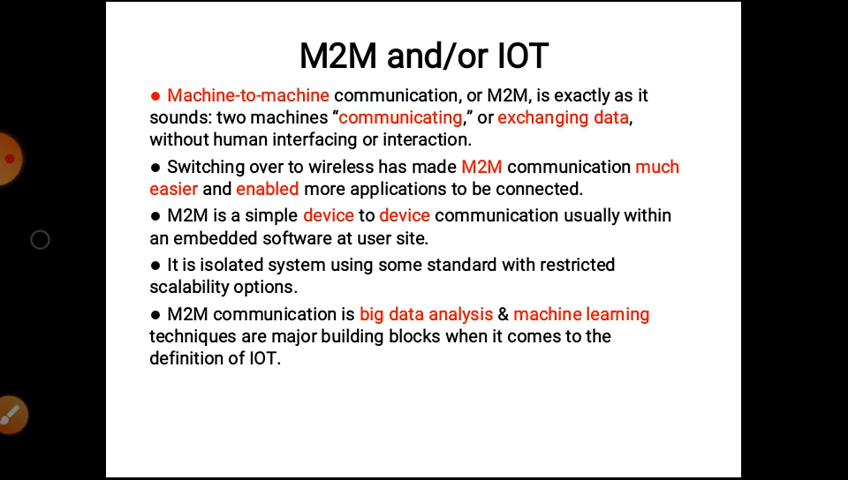 M2M and/or IOT
● Machine-to-machine communication, or M2M, is exactly as it
sounds: two machines “communicating,” or exchanging data,
without human interfacing or interaction.
● Switching over to wireless has made M2M communication much
easier and enabled more applications to be connected.
● M2M is a simple device to device communication usually within
an embedded software at user site.
● It is isolated system using some standard with restricted
scalability options.
● M2M communication is big data analysis & machine learning
techniques are major building blocks when it comes to the
definition of IOT.